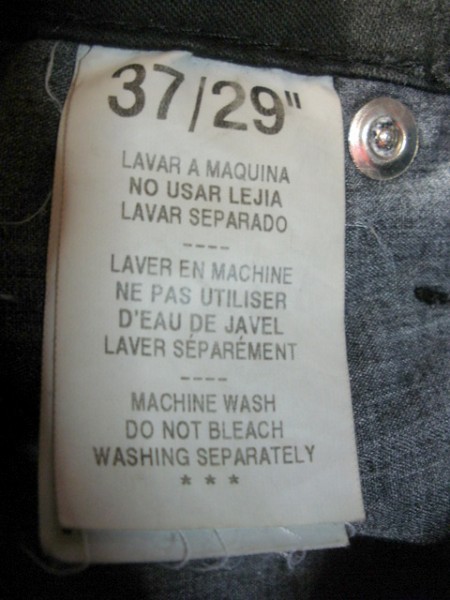 37/29"
LAVAR A MAQUINA
NO USAR LEJIA
LAVAR SEPARADO
----
LAVER EN MACHINE
NE PAS UTILISER
D'EAU DE JAVEL
LAVER SÉPARÉMENT
----
MACHINE WASH
DO NOT BLEACH
WASHING SEPARATELY
* * *